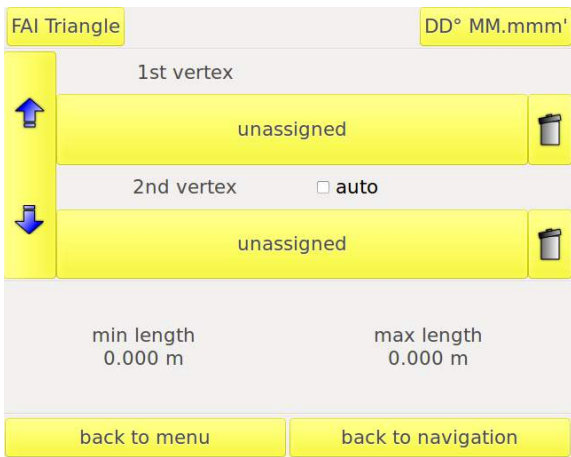 FAI Triangle
DD° MM.mmm'
1st vertex
unassigned
2nd vertex
auto
unassigned
min length
0.000 m
max length
0.000 m
back to menu
back to navigation